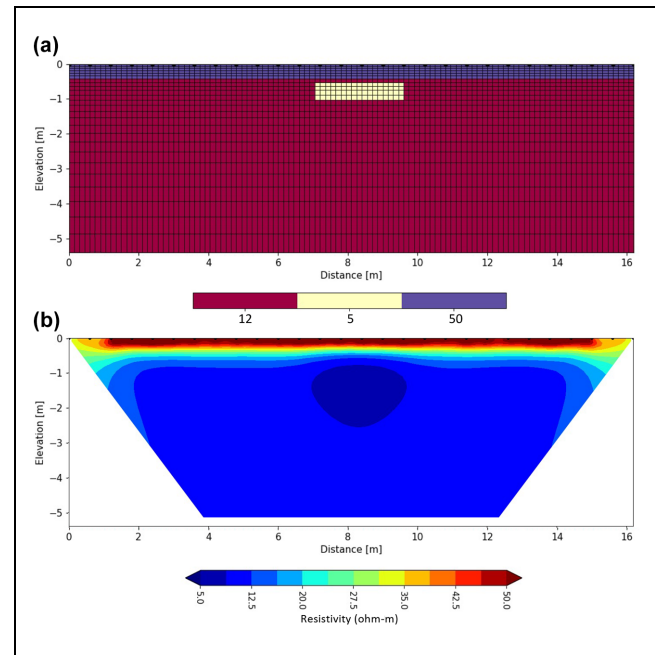 (a)
0
−1
−2
−3
−4
−5
Elevation [m]
0 2 4 6 8 10 12 14 16
Distance [m]
12 5 50
(b)
0
−1
−2
−3
−4
−5
Elevation [m]
0 2 4 6 8 10 12 14 16
Distance [m]
5.0 12.5 20.0 27.5 35.0 42.5 50.0
Resistivity (ohm-m)